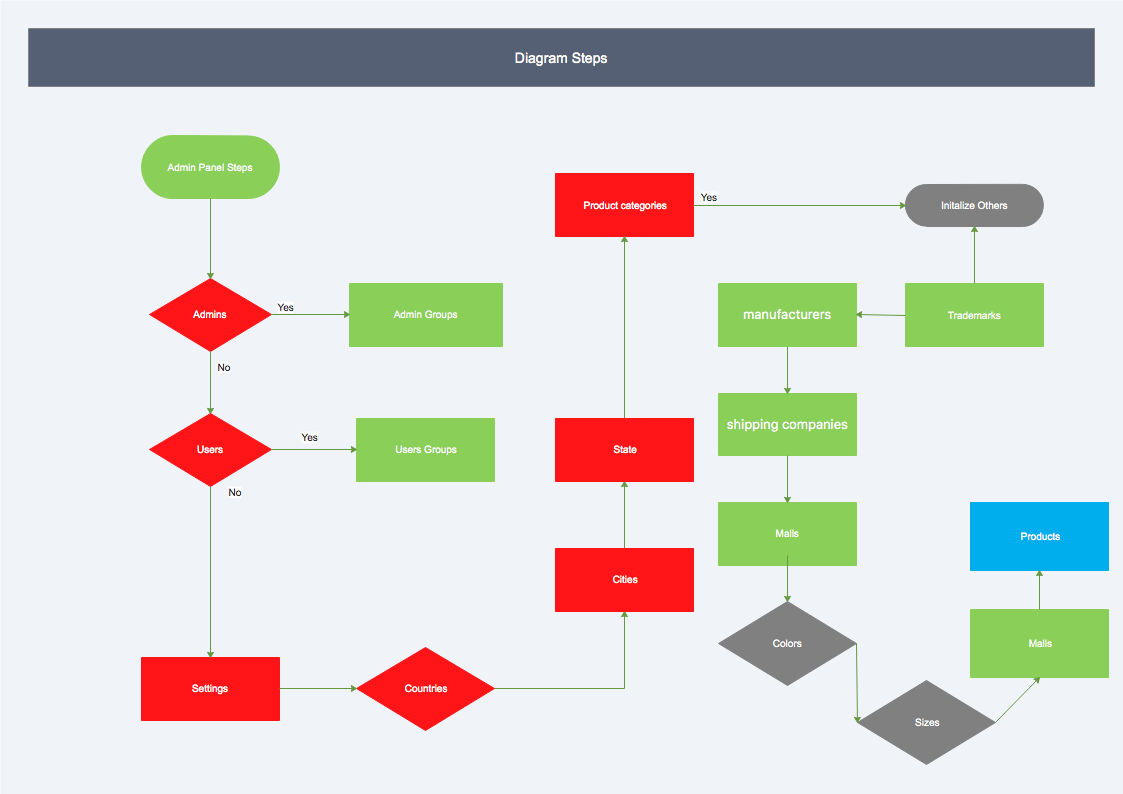 Diagram Steps
Admin Panel Steps
Admins
Yes
Admin Groups
No
Users
Yes
Users Groups
No
Settings
Countries
Cities
State
Product categories
Yes
Initalize Others
Trademarks
manufacturers
shipping companies
Malls
Colors
Sizes
Malls
Products